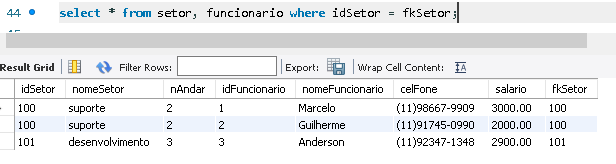 44 select * from setor, funcionario where idSetor = fkSetor;
Result Grid Filter Rows: Export: Wrap Cell Content:
idSetor nomeSetor nAndar idFuncionario nomeFuncionario celFone salario fkSetor
100 suporte 2 1 Marcelo (11)98667-9909 3000.00 100
100 suporte 2 2 Guilherme (11)91745-0990 2000.00 100
101 desenvolvimento 3 3 Anderson (11)92347-1348 2900.00 101